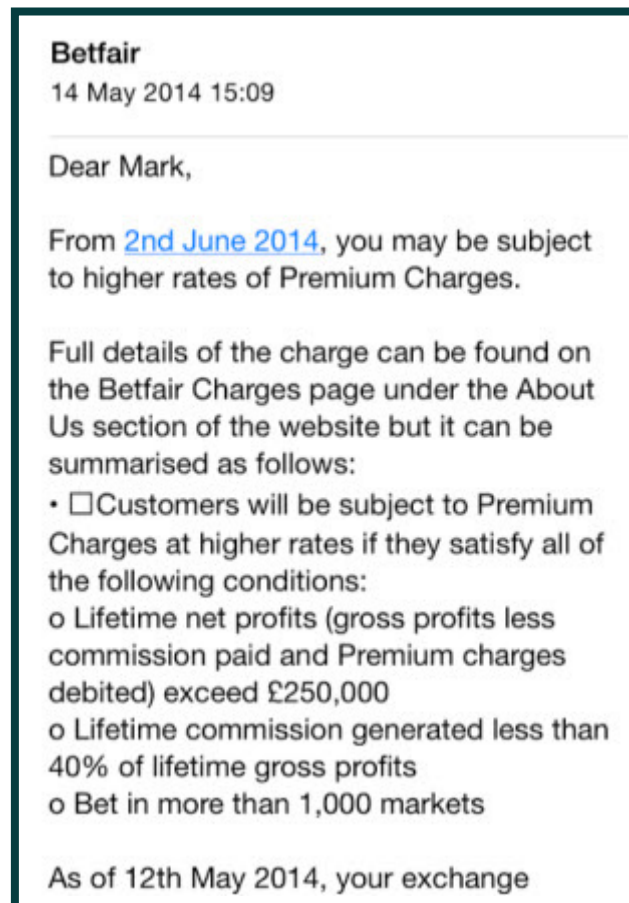 Betfair
14 May 2014 15:09
Dear Mark,
From 2nd June 2014, you may be subject
to higher rates of Premium Charges.
Full details of the charge can be found on
the Betfair Charges page under the About
Us section of the website but it can be
summarised as follows:
• □Customers will be subject to Premium
Charges at higher rates if they satisfy all of
the following conditions:
o Lifetime net profits (gross profits less
commission paid and Premium charges
debited) exceed £250,000
o Lifetime commission generated less than
40% of lifetime gross profits
o Bet in more than 1,000 markets
As of 12th May 2014, your exchange